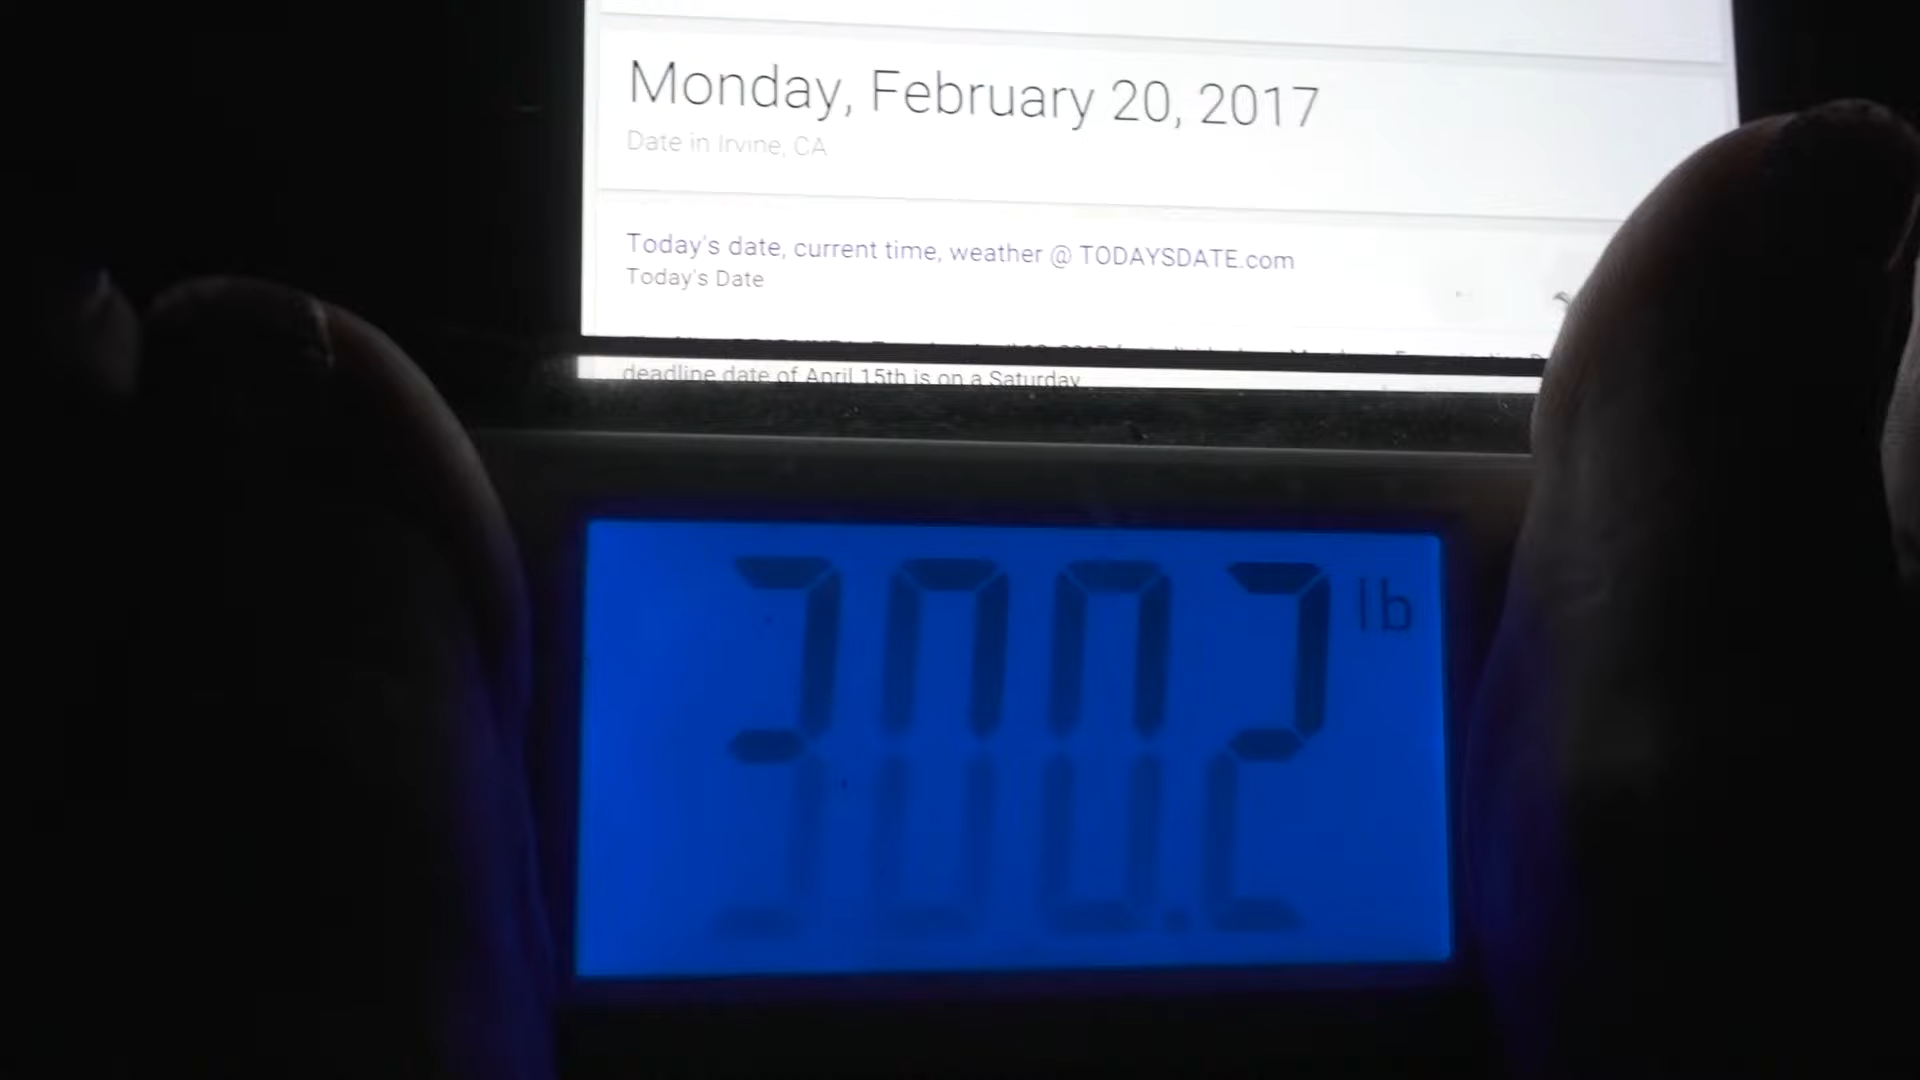 Monday, February 20, 2017
Date in Irvine, CA
Today's date, current time, weather @ TODAYSDATE.com
Today's Date
deadline date of April 15th is on a Saturday
300.2 lb